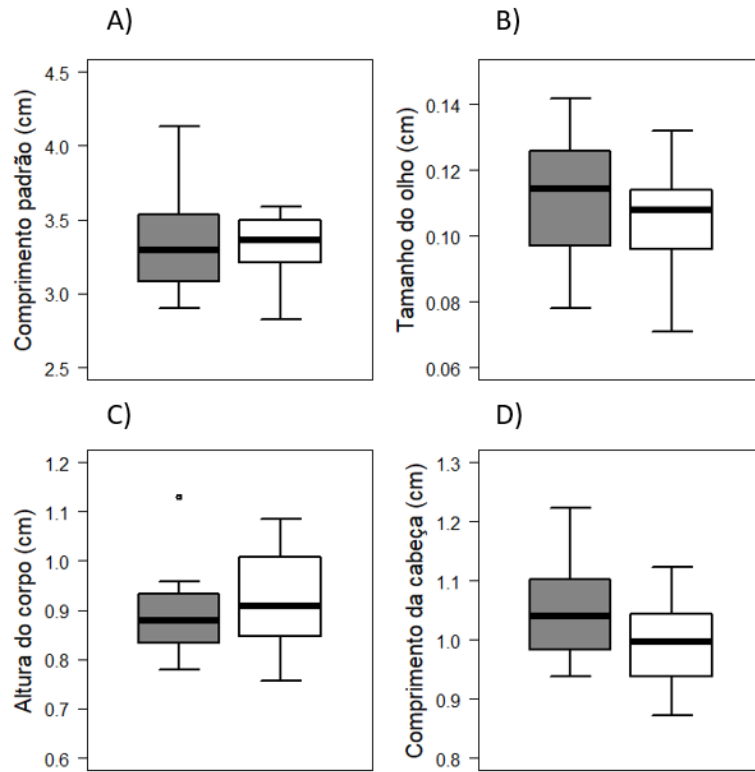 A)
Comprimento padrão (cm)
4.5
4.0
3.5
3.0
2.5
B)
Tamanho do olho (cm)
0.14
0.12
0.10
0.08
0.06
C)
Altura do corpo (cm)
1.2
1.1
1.0
0.9
0.8
0.7
0.6
D)
Comprimento da cabeça (cm)
1.3
1.2
1.1
1.0
0.9
0.8